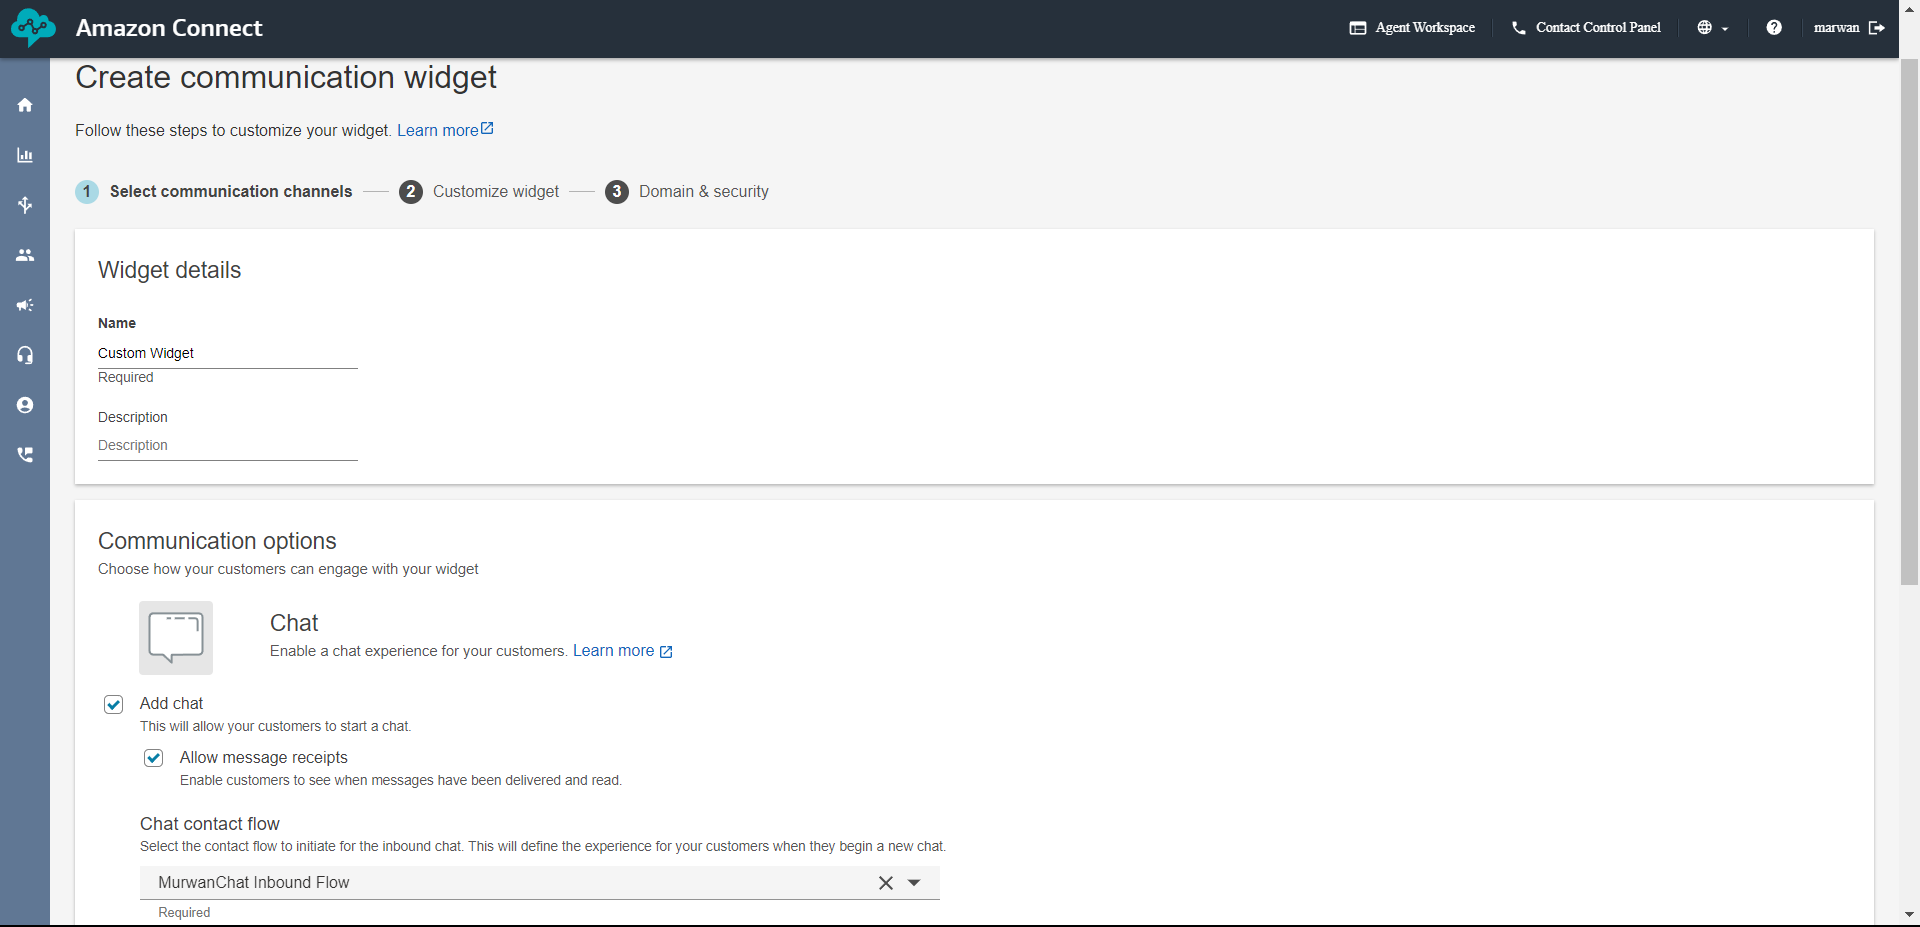 Amazon Connect
Agent Workspace
Contact Control Panel
marwan
Create communication widget
Follow these steps to customize your widget. Learn more
1 Select communication channels
2 Customize widget
3 Domain & security
Widget details
Name
Custom Widget
Required
Description
Description
Communication options
Choose how your customers can engage with your widget
Chat
Enable a chat experience for your customers. Learn more
Add chat
This will allow your customers to start a chat.
Allow message receipts
Enable customers to see when messages have been delivered and read.
Chat contact flow
Select the contact flow to initiate for the inbound chat. This will define the experience for your customers when they begin a new chat.
MurwanChat Inbound Flow
Required